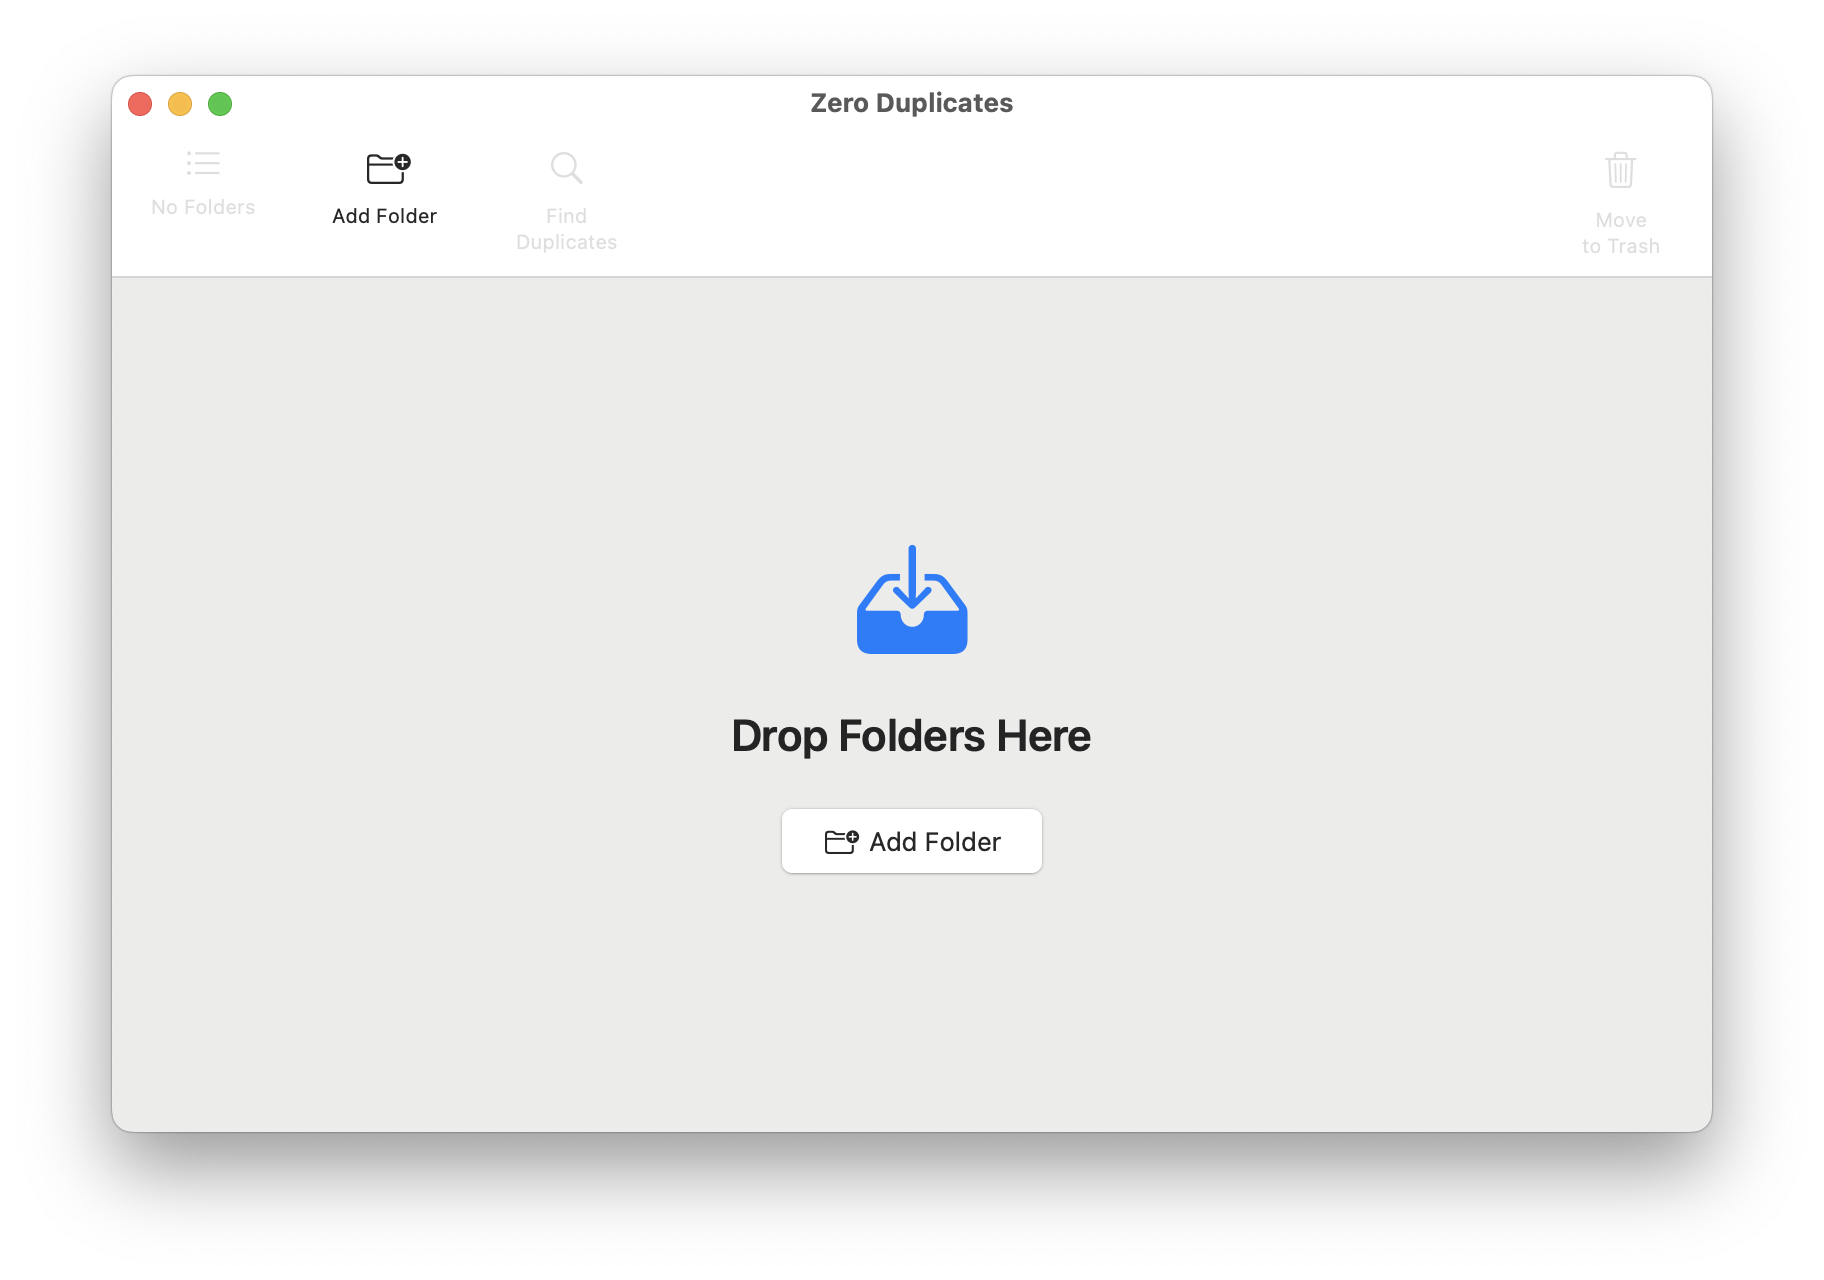 Zero Duplicates
No Folders
Add Folder
Find
Duplicates
Move
to Trash
Drop Folders Here
Add Folder